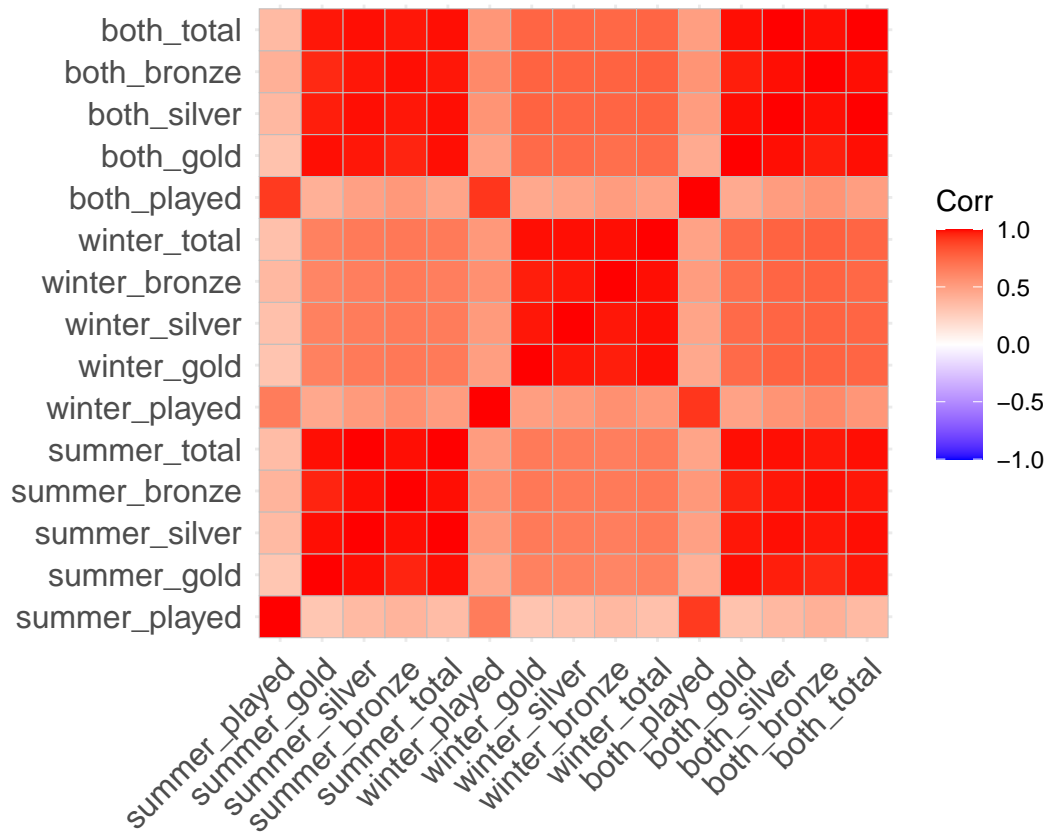 both_total
both_bronze
both_silver
both_gold
both_played
winter_total
winter_bronze
winter_silver
winter_gold
winter_played
summer_total
summer_bronze
summer_silver
summer_gold
summer_played
summer_played
summer_gold
summer_silver
summer_bronze
summer_total
winter_played
winter_gold
winter_silver
winter_bronze
winter_total
both_played
both_gold
both_silver
both_bronze
both_total
Corr
1.0
0.5
0.0
−0.5
−1.0